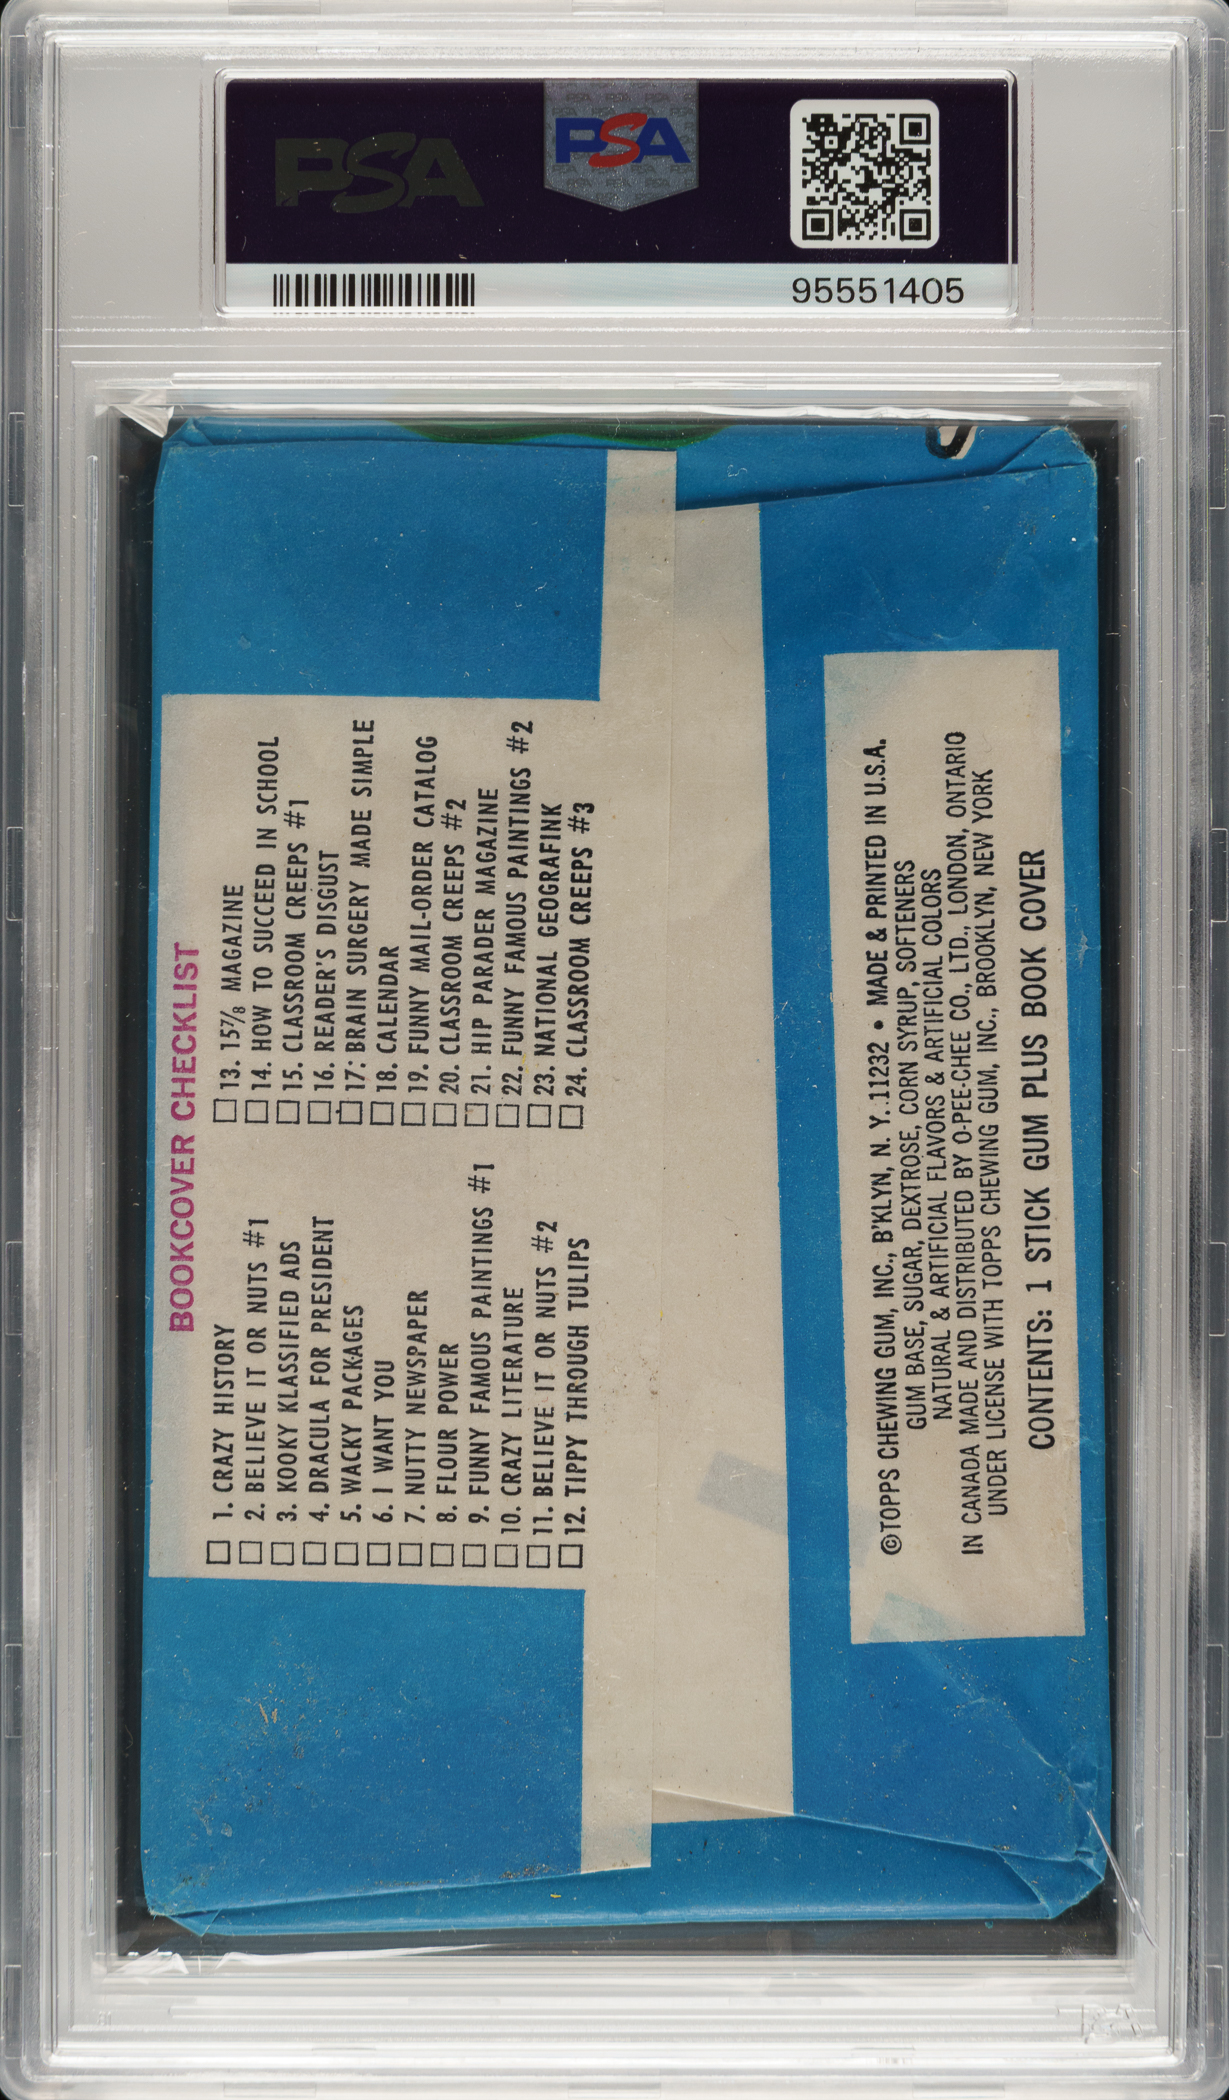 PSA
PSA
95551405
BOOKCOVER CHECKLIST
1. CRAZY HISTORY
2. BELIEVE IT OR NUTS #1
3. KOOKY KLASSIFIED ADS
4. DRACULA FOR PRESIDENT
5. WACKY PACKAGES
6. I WANT YOU
7. NUTTY NEWSPAPER
8. FLOUR POWER
9. FUNNY FAMOUS PAINTINGS #1
10. CRAZY LITERATURE
11. BELIEVE IT OR NUTS #2
12. TIPPY THROUGH TULIPS
13. 15⅞ MAGAZINE
14. HOW TO SUCCEED IN SCHOOL
15. CLASSROOM CREEPS #1
16. READER'S DISGUST
17. BRAIN SURGERY MADE SIMPLE
18. CALENDAR
19. FUNNY MAIL-ORDER CATALOG
20. CLASSROOM CREEPS #2
21. HIP PARADER MAGAZINE
22. FUNNY FAMOUS PAINTINGS #2
23. NATIONAL GEOGRAFINK
24. CLASSROOM CREEPS #3
©TOPPS CHEWING GUM, INC., B'KLYN, N. Y. 11232 • MADE & PRINTED IN U.S.A.
GUM BASE, SUGAR, DEXTROSE, CORN SYRUP, SOFTENERS
NATURAL & ARTIFICIAL FLAVORS & ARTIFICIAL COLORS
IN CANADA MADE AND DISTRIBUTED BY O-PEE-CHEE CO., LTD., LONDON, ONTARIO
UNDER LICENSE WITH TOPPS CHEWING GUM, INC., BROOKLYN, NEW YORK
CONTENTS: 1 STICK GUM PLUS BOOK COVER